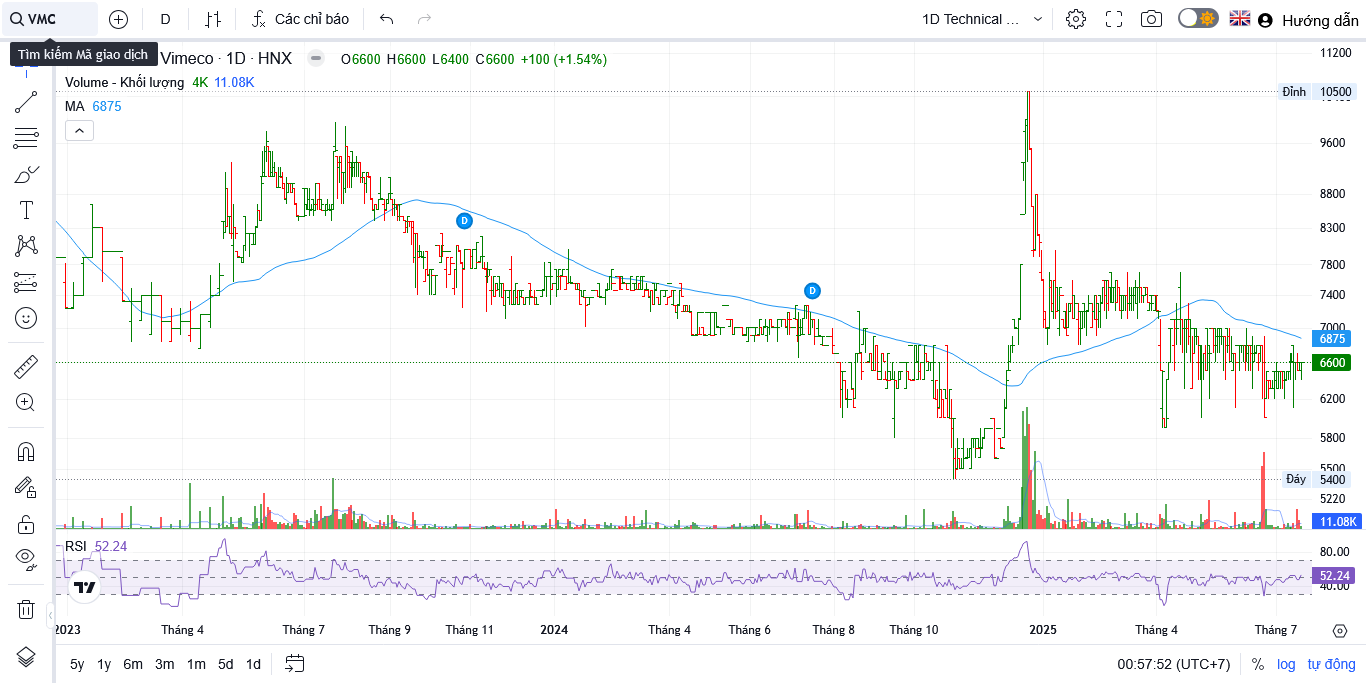 VMC
D
Các chỉ báo
1D Technical ...
Hướng dẫn
Tìm kiếm Mã giao dịch
Vimeco · 1D · HNX
O6600 H6600 L6400 C6600 +100 (+1.54%)
Volume - Khối lượng 4K 11.08K
MA 6875
11200
Đỉnh 10500
9600
8800
8300
7800
7400
7000
6875
6600
6200
5800
5500
Đáy 5400
5220
11.08K
D
D
RSI 52.24
80.00
52.24
40.00
2023 Tháng 4 Tháng 7 Tháng 9 Tháng 11 2024 Tháng 4 Tháng 6 Tháng 8 Tháng 10 2025 Tháng 4 Tháng 7
5y 1y 6m 3m 1m 5d 1d
00:57:52 (UTC+7) % log tự động